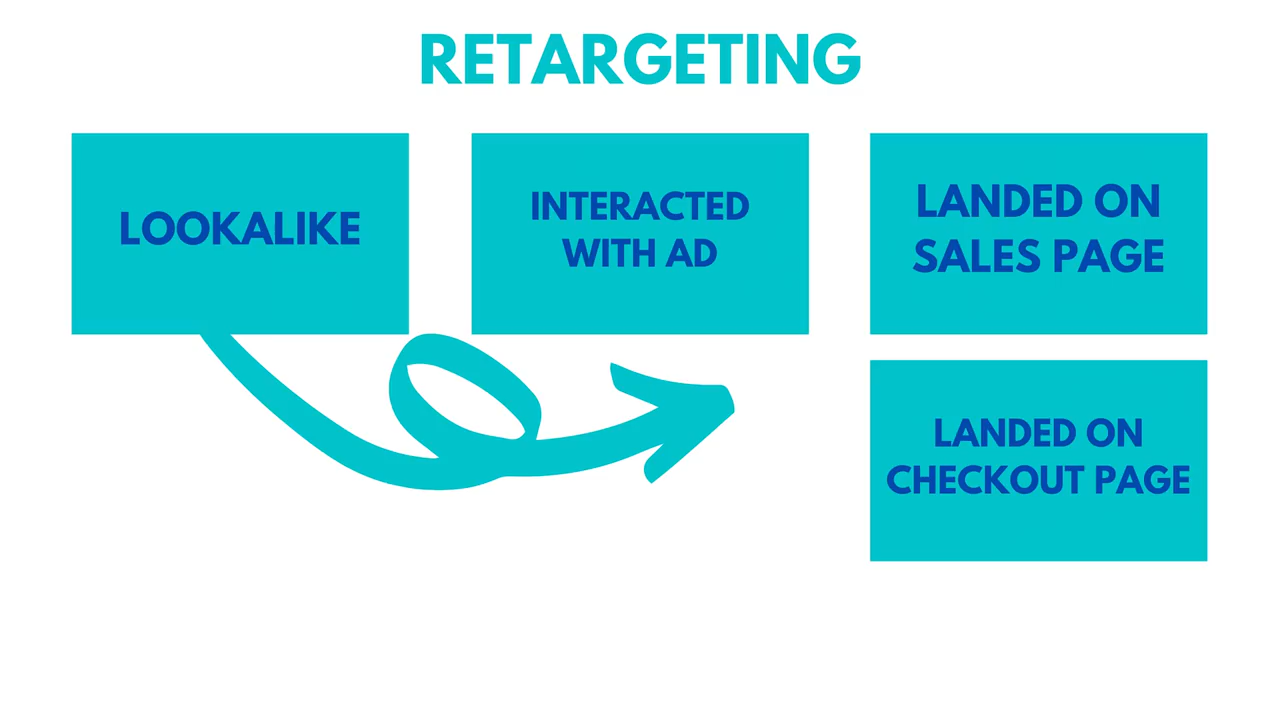 RETARGETING
LOOKALIKE
INTERACTED
WITH AD
LANDED ON
SALES PAGE
LANDED ON
CHECKOUT PAGE